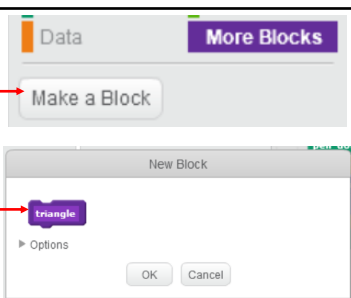 Data More Blocks
Make a Block
New Block
triangle
Options
OK Cancel